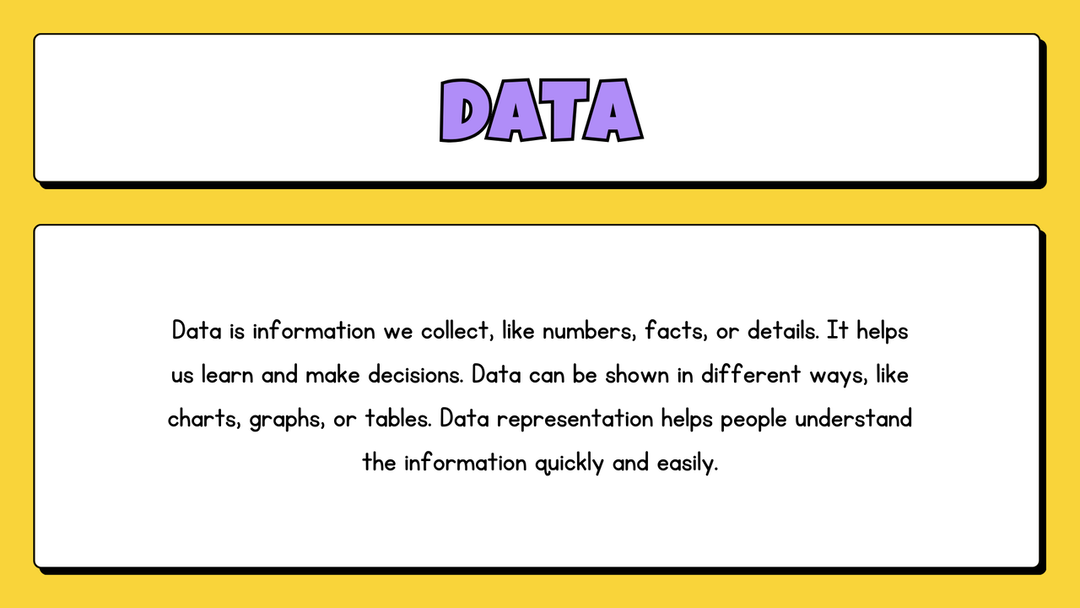 DATA
Data is information we collect, like numbers, facts, or details. It helps
us learn and make decisions. Data can be shown in different ways, like
charts, graphs, or tables. Data representation helps people understand
the information quickly and easily.